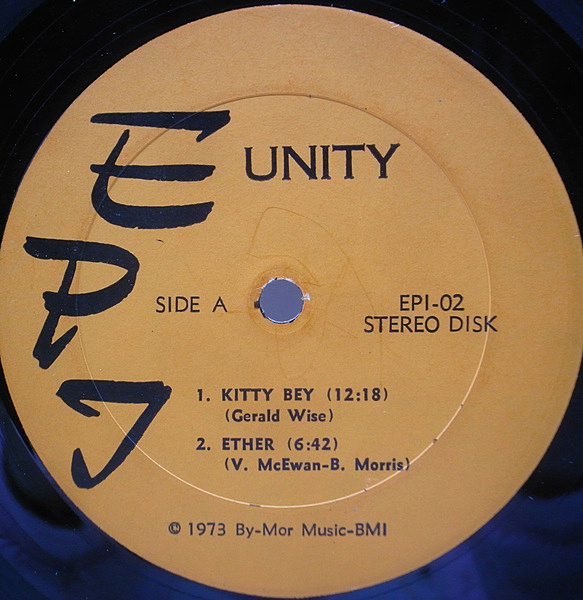 EPI
UNITY
SIDE A
EPI-02
STEREO DISK
1. KITTY BEY (12:18)
(Gerald Wise)
2. ETHER (6:42)
(V. McEwan-B. Morris)
© 1973 By-Mor Music-BMI